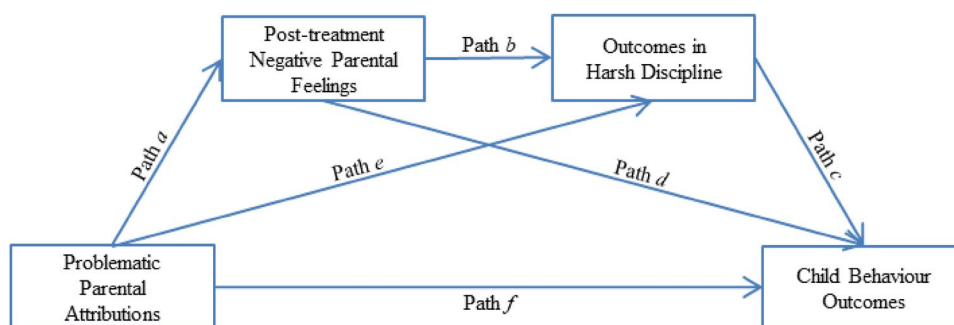 Post-treatment
Negative Parental
Feelings
Path b
Outcomes in
Harsh Discipline
Path a
Path e
Path d
Path c
Problematic
Parental
Attributions
Path f
Child Behaviour
Outcomes